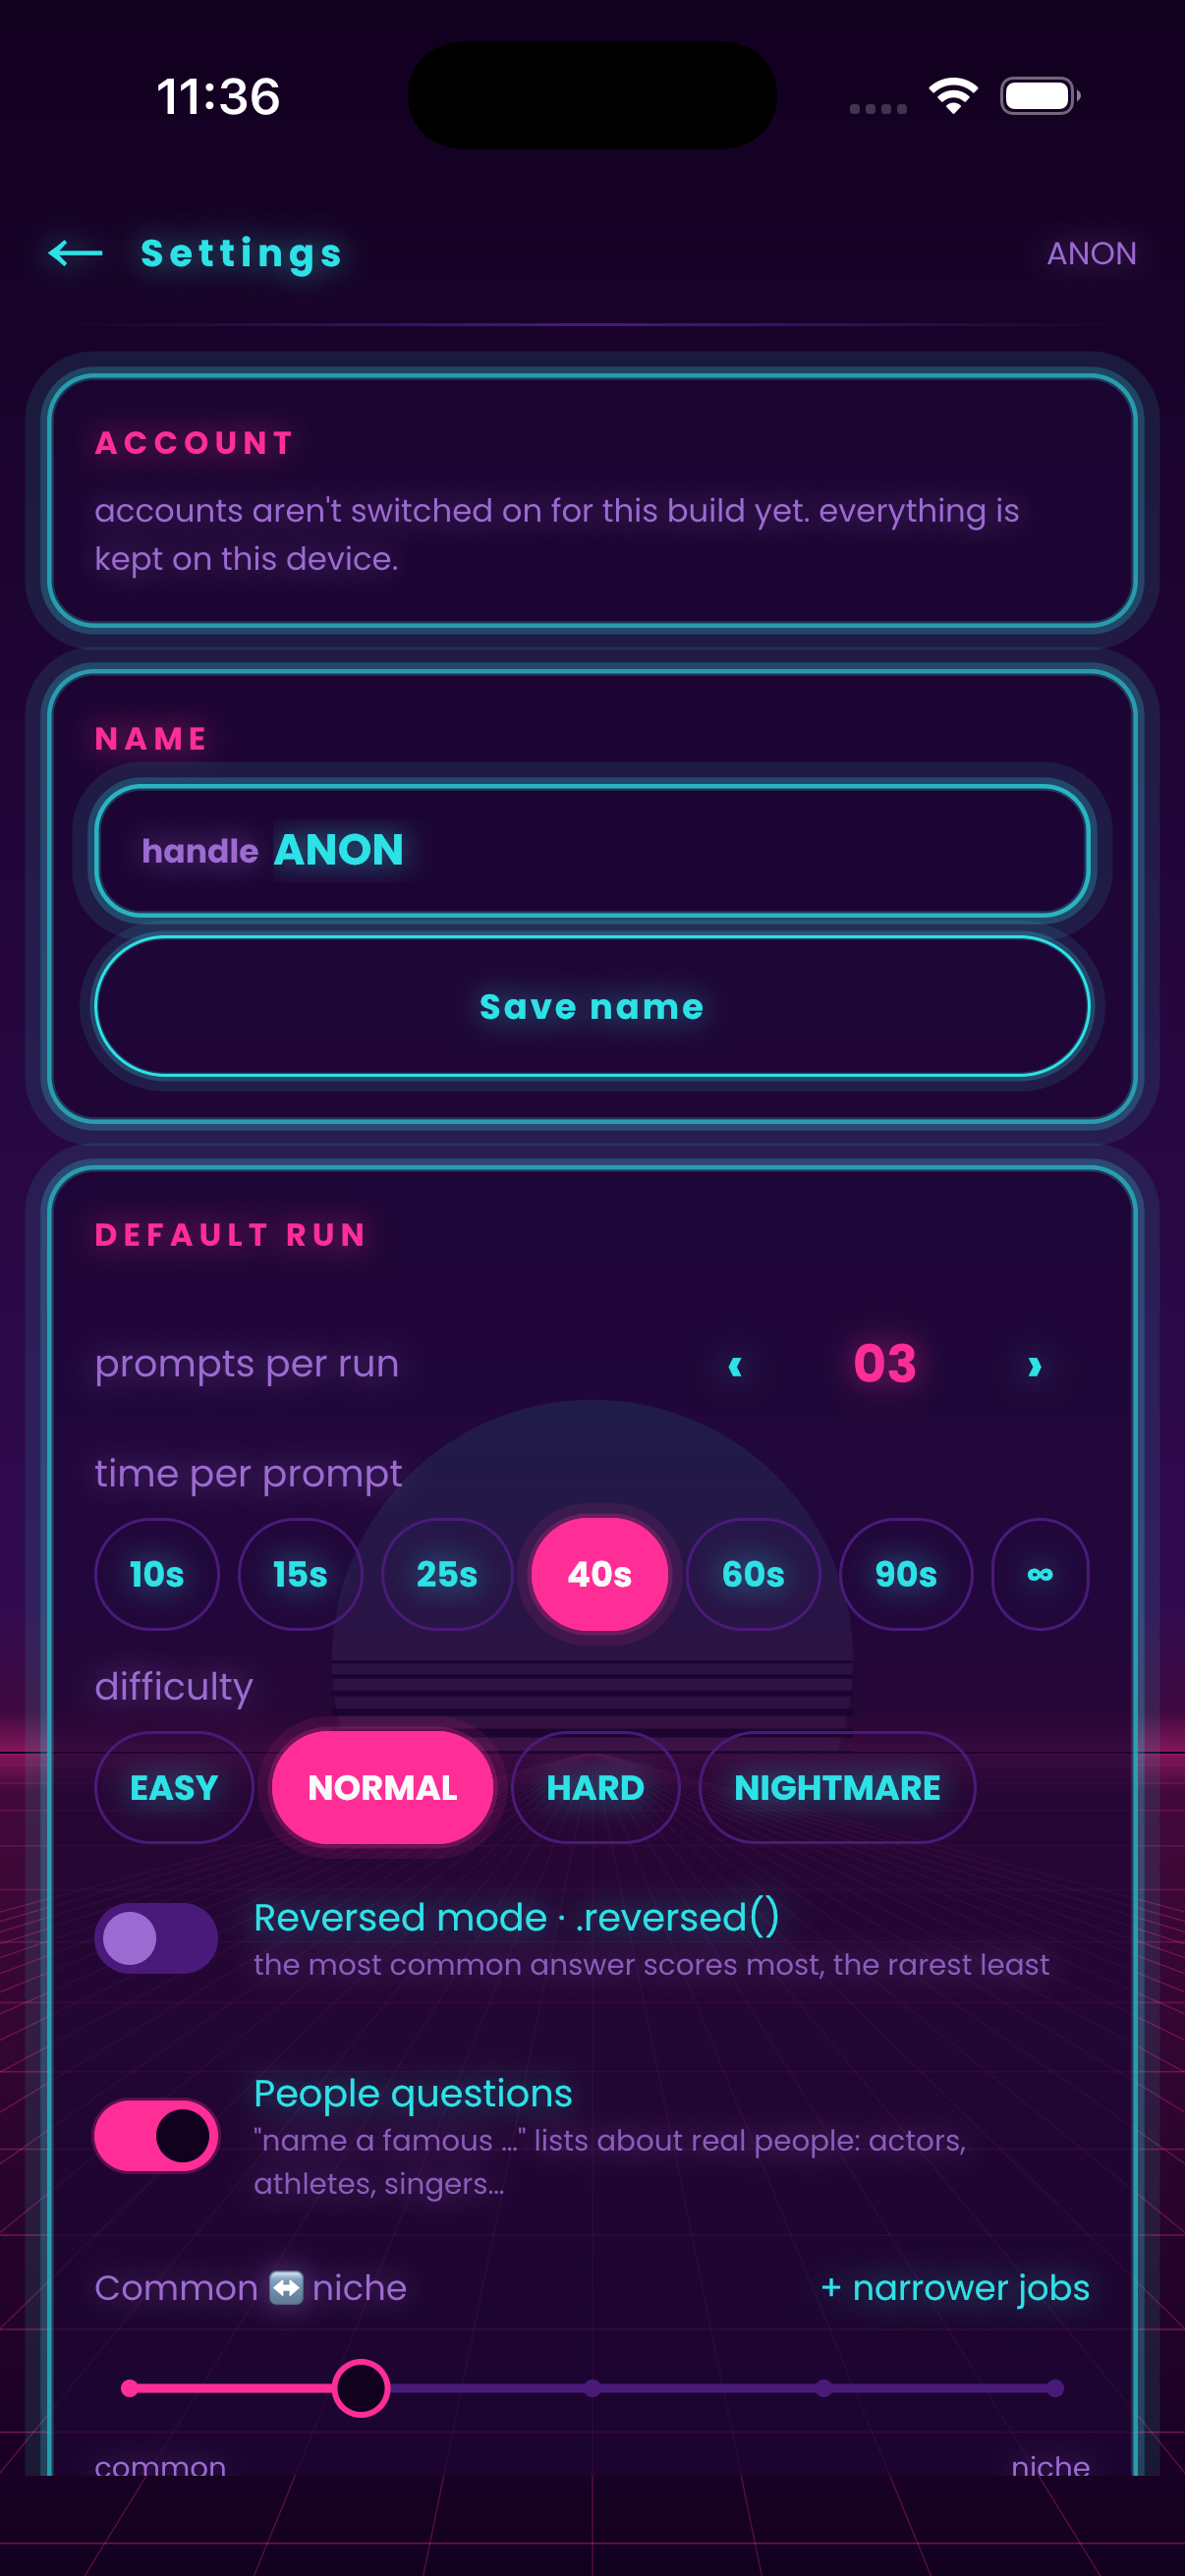 11:36
← Settings
ANON
ACCOUNT
accounts aren't switched on for this build yet. everything is
kept on this device.
NAME
handle ANON
Save name
DEFAULT RUN
prompts per run ‹ 03 ›
time per prompt
10s 15s 25s 40s 60s 90s ∞
difficulty
EASY NORMAL HARD NIGHTMARE
Reversed mode · .reversed()
the most common answer scores most, the rarest least
People questions
"name a famous ..." lists about real people: actors,
athletes, singers...
Common ↔ niche
+ narrower jobs
common niche